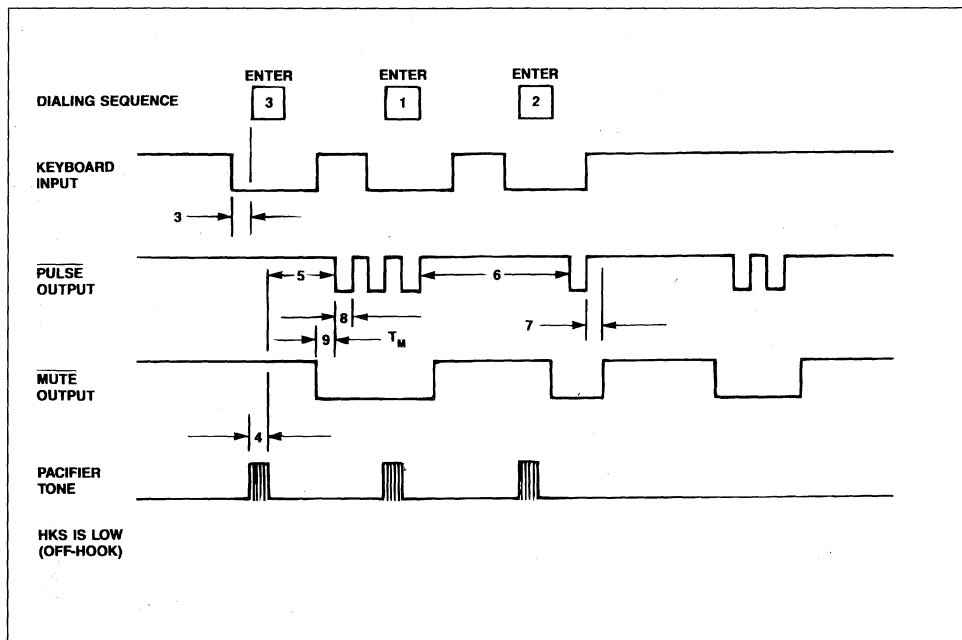 ENTER ENTER ENTER
DIALING SEQUENCE 3 1 2
KEYBOARD
INPUT
3
PULSE
OUTPUT
5 6
8
7
9 TM
MUTE
OUTPUT
4
PACIFIER
TONE
HKS IS LOW
(OFF-HOOK)